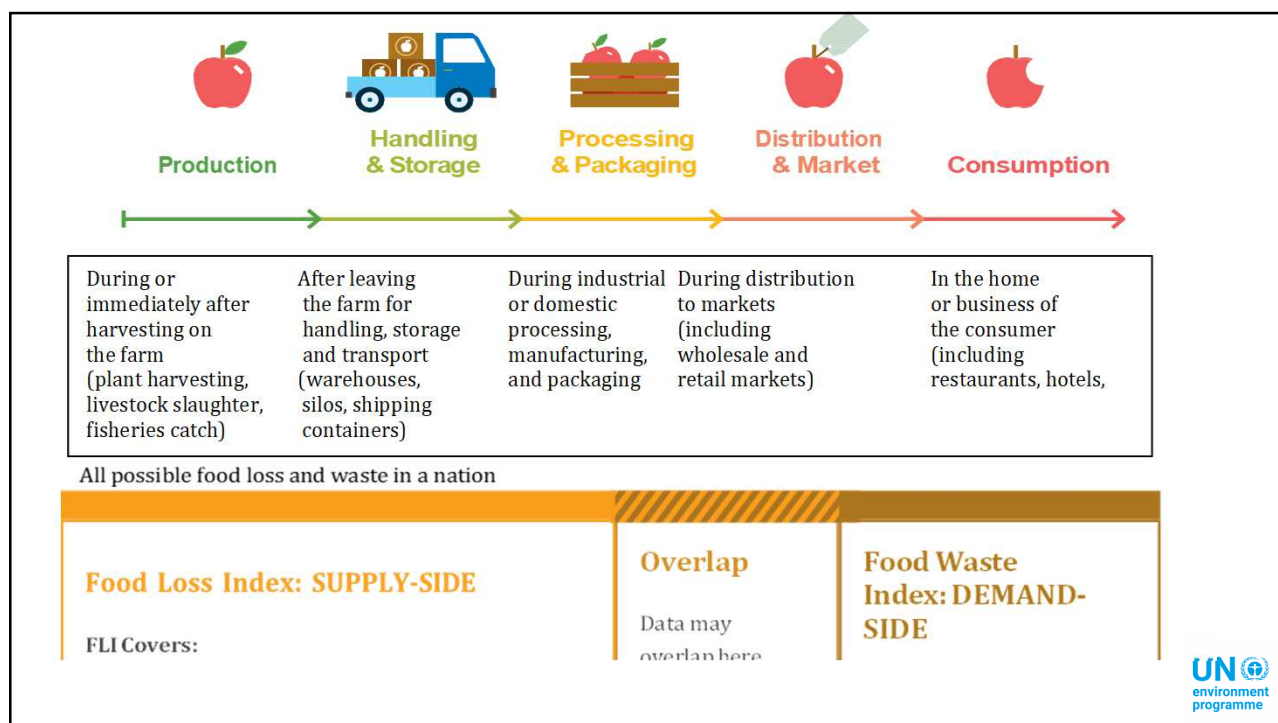 Production
Handling
& Storage
Processing
& Packaging
Distribution
& Market
Consumption
During or
immediately after
harvesting on
the farm
(plant harvesting,
livestock slaughter,
fisheries catch)
After leaving
the farm for
handling, storage
and transport
(warehouses,
silos, shipping
containers)
During industrial
or domestic
processing,
manufacturing,
and packaging
During distribution
to markets
(including
wholesale and
retail markets)
In the home
or business of
the consumer
(including
restaurants, hotels,
All possible food loss and waste in a nation
Food Loss Index: SUPPLY-SIDE
FLI Covers:
Overlap
Data may
overlap here
Food Waste
Index: DEMAND-
SIDE
UN
environment
programme